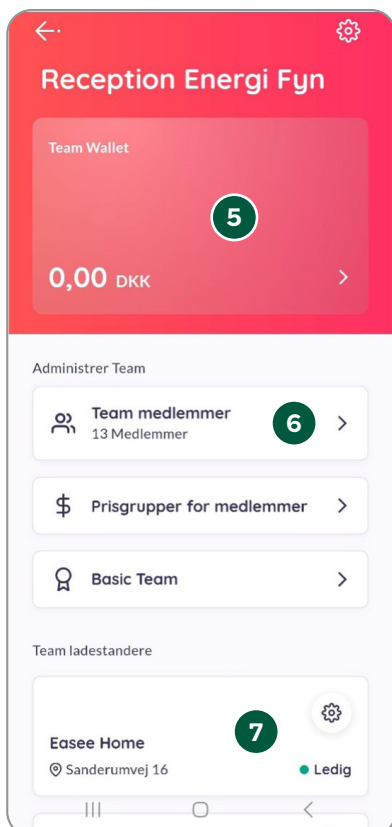 Reception Energi Fyn
Team Wallet
5
0,00 DKK
Administrer Team
Team medlemmer
13 Medlemmer
6
Prisgrupper for medlemmer
Basic Team
Team ladestandere
7
Easee Home
Sanderumvej 16
Ledig